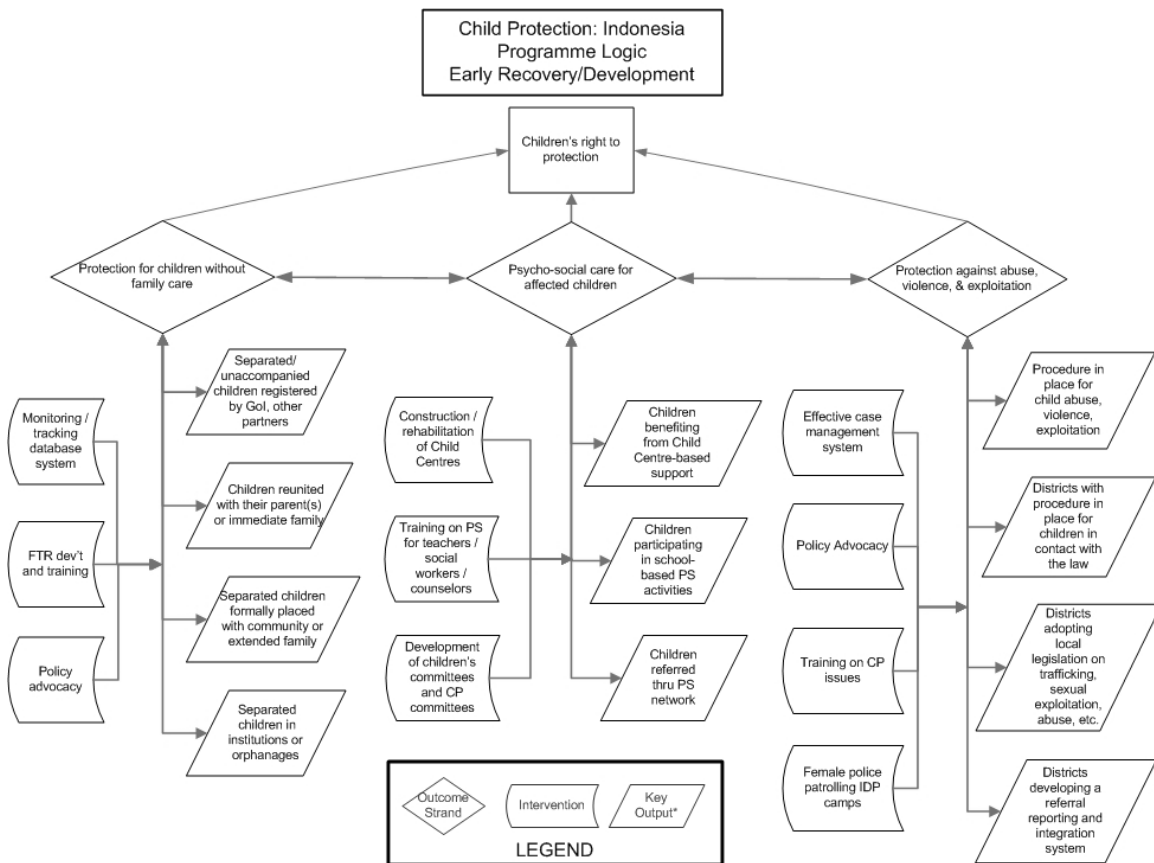 Child Protection: Indonesia
Programme Logic
Early Recovery/Development
Children's right to
protection
Protection for children without
family care
Psycho-social care for
affected children
Protection against abuse,
violence, & exploitation
Monitoring /
tracking
database
system
FTR dev't
and training
Policy
advocacy
Separated/
unaccompanied
children registered
by GoI, other
partners
Children reunited
with their parent(s)
or immediate family
Separated children
formally placed
with community or
extended family
Separated
children in
institutions or
orphanages
Construction /
rehabilitation
of Child
Centres
Training on PS
for teachers /
social
workers /
counselors
Development
of children's
committees
and CP
committees
Children
benefiting
from Child
Centre-based
support
Children
participating
in school-
based PS
activities
Children
referred
thru PS
network
Effective case
management
system
Policy Advocacy
Training on CP
issues
Female police
patrolling IDP
camps
Procedure in
place for
child abuse,
violence,
exploitation
Districts with
procedure in
place for
children in
contact with
the law
Districts
adopting
local
legislation on
trafficking,
sexual
exploitation,
abuse, etc.
Districts
developing a
referral
reporting and
integration
system
Outcome
Strand
Intervention
Key
Output*
LEGEND